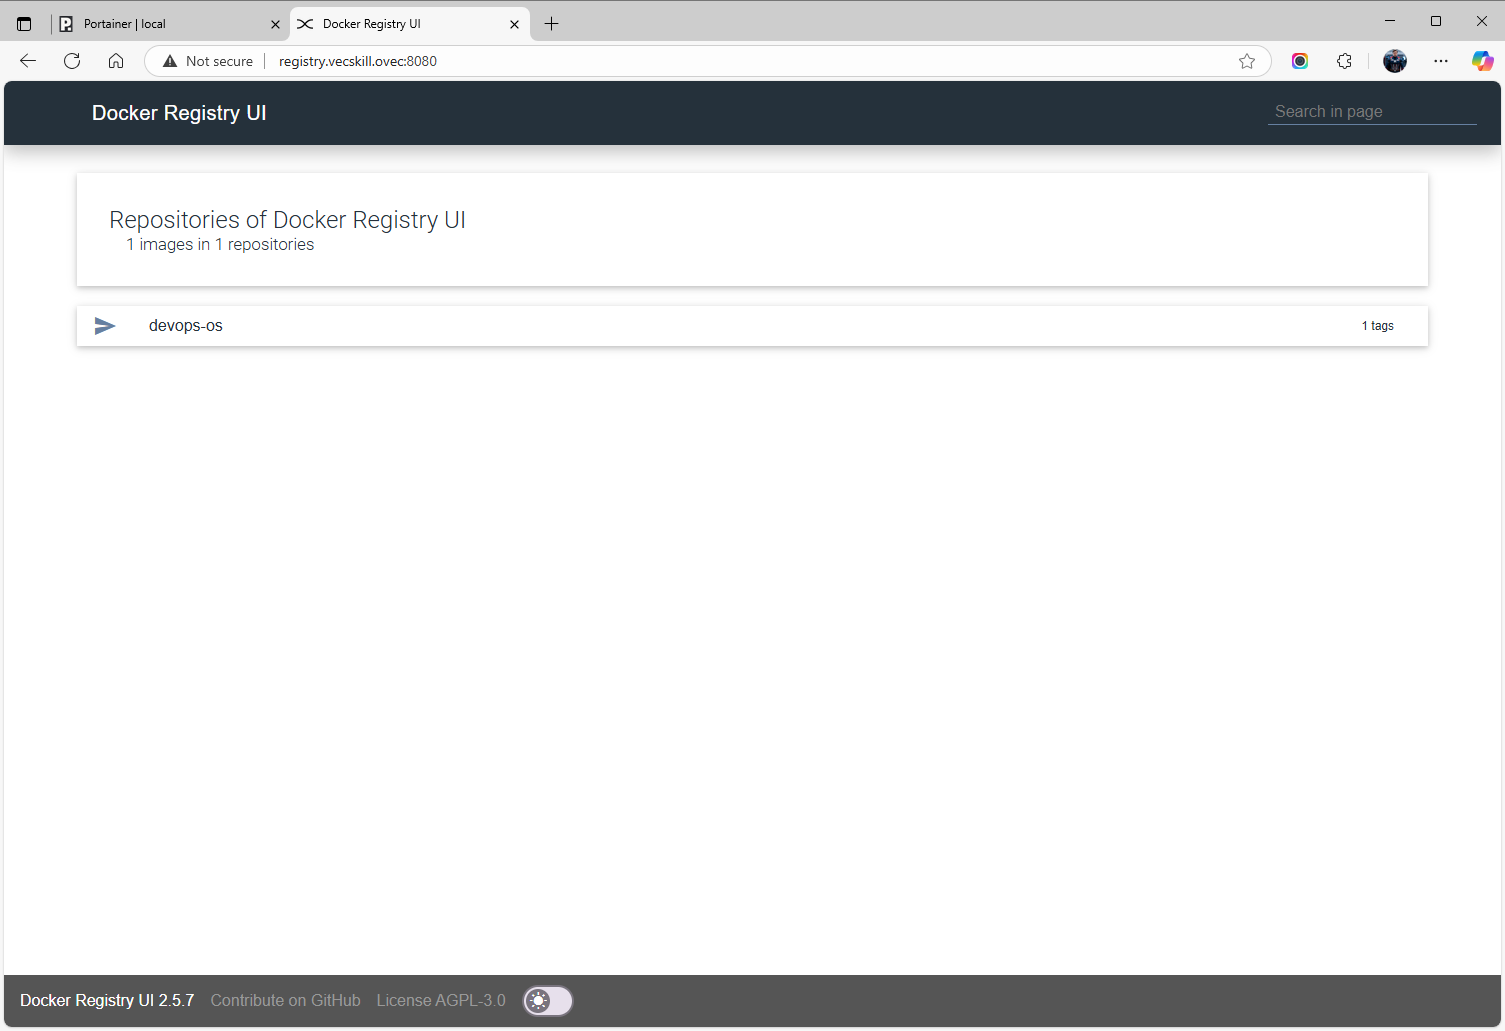 Portainer | local
Docker Registry UI
Not secure
registry.vecskill.ovec:8080
Docker Registry UI
Search in page
Repositories of Docker Registry UI
1 images in 1 repositories
devops-os
1 tags
Docker Registry UI 2.5.7
Contribute on GitHub
License AGPL-3.0